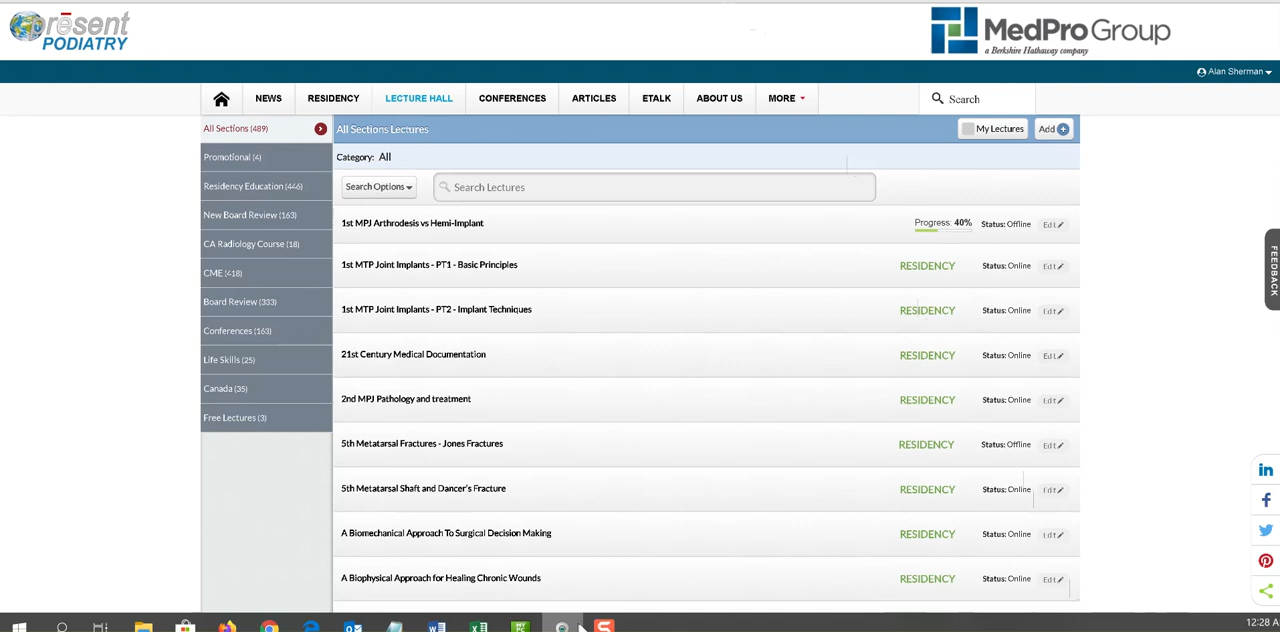 present
PODIATRY
MedProGroup
a Berkshire Hathaway company
Alan Sherman
NEWS RESIDENCY LECTURE HALL CONFERENCES ARTICLES ETALK ABOUT US MORE Search
All Sections (489)
Promotional (4)
Residency Education (446)
New Board Review (163)
CA Radiology Course (18)
CME (418)
Board Review (333)
Conferences (163)
Life Skills (25)
Canada (35)
Free Lectures (3)
All Sections Lectures My Lectures Add
Category: All
Search Options Search Lectures
1st MPJ Arthrodesis vs Hemi-Implant Progress: 40% Status: Offline Edit
1st MTP Joint Implants - PT1 - Basic Principles RESIDENCY Status: Online Edit
1st MTP Joint Implants - PT2 - Implant Techniques RESIDENCY Status: Online Edit
21st Century Medical Documentation RESIDENCY Status: Online Edit
2nd MPJ Pathology and treatment RESIDENCY Status: Online Edit
5th Metatarsal Fractures - Jones Fractures RESIDENCY Status: Offline Edit
5th Metatarsal Shaft and Dancer's Fracture RESIDENCY Status: Online Edit
A Biomechanical Approach To Surgical Decision Making RESIDENCY Status: Online Edit
A Biophysical Approach for Healing Chronic Wounds RESIDENCY Status: Online Edit
FEEDBACK
12:28 A